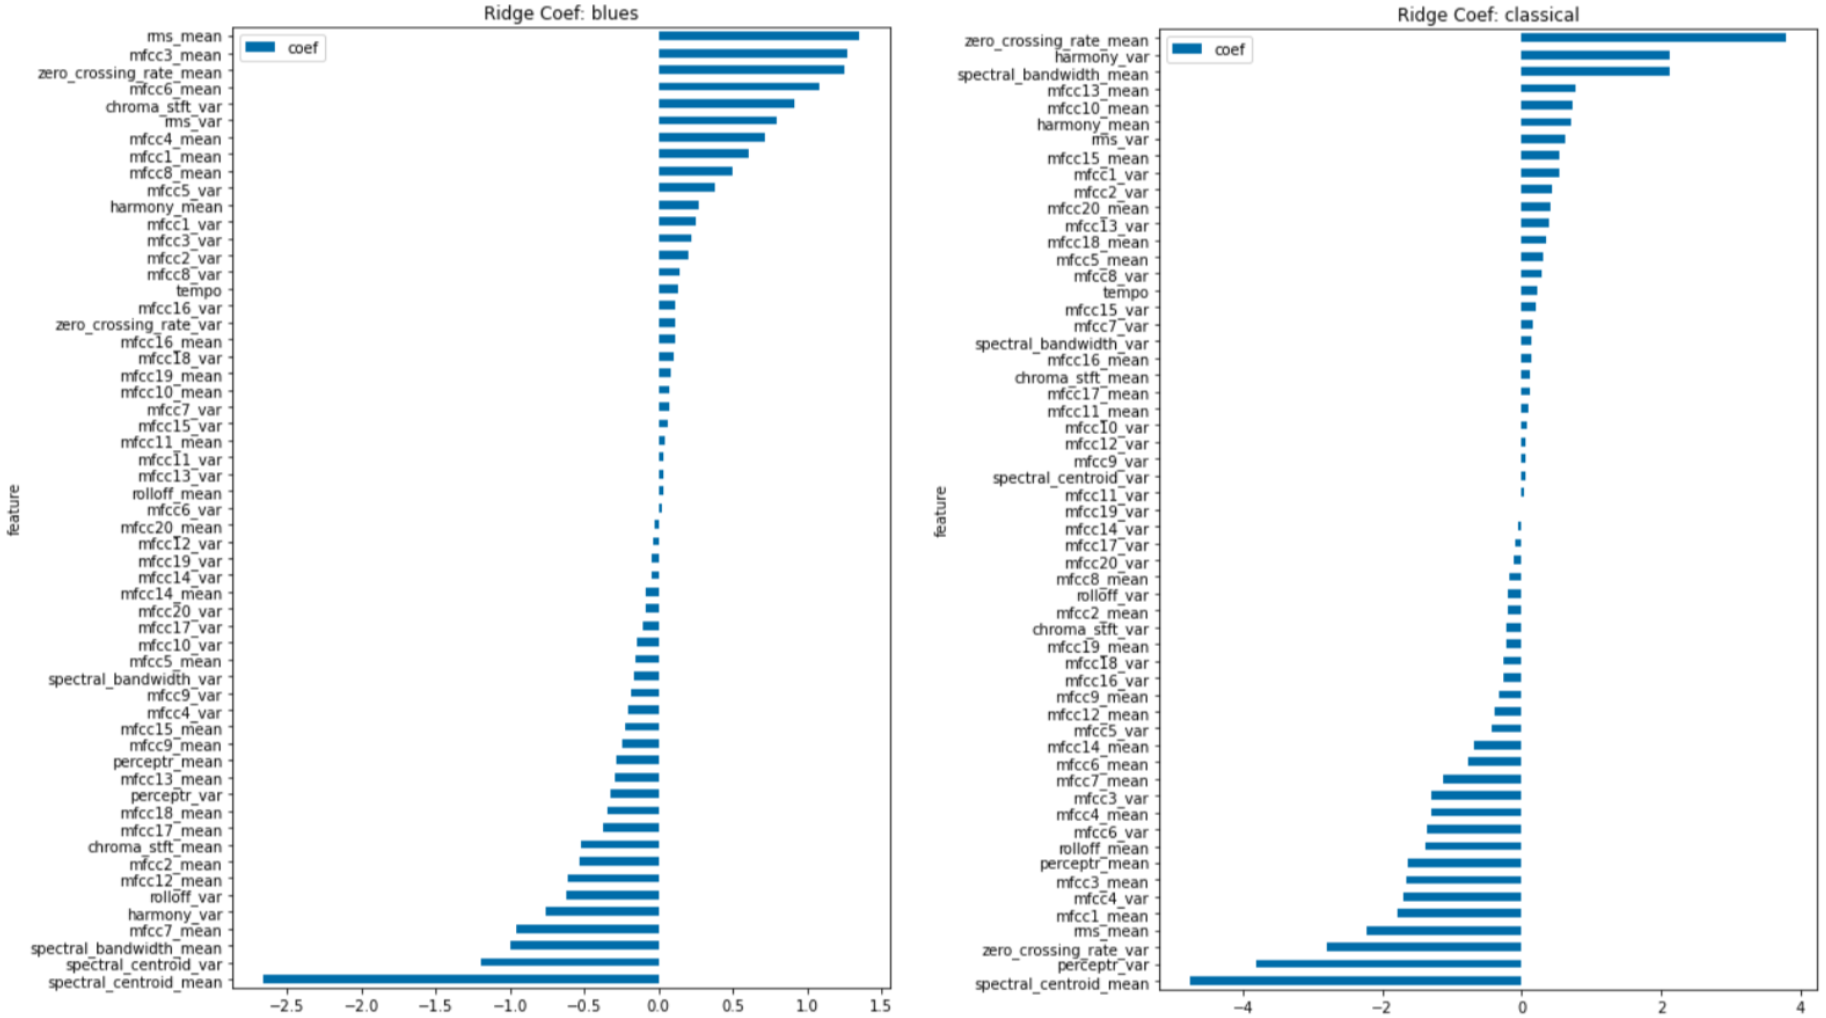 Ridge Coef: blues
coef
rms_mean
mfcc3_mean
zero_crossing_rate_mean
mfcc6_mean
chroma_stft_var
rms_var
mfcc4_mean
mfcc1_mean
mfcc8_mean
mfcc5_var
harmony_mean
mfcc1_var
mfcc3_var
mfcc2_var
mfcc8_var
tempo
mfcc16_var
zero_crossing_rate_var
mfcc16_mean
mfcc18_var
mfcc19_mean
mfcc10_mean
mfcc7_var
mfcc15_var
mfcc11_mean
mfcc11_var
mfcc13_var
rolloff_mean
mfcc6_var
mfcc20_mean
mfcc12_var
mfcc19_var
mfcc14_var
mfcc14_mean
mfcc20_var
mfcc17_var
mfcc10_var
mfcc5_mean
spectral_bandwidth_var
mfcc9_var
mfcc4_var
mfcc15_mean
mfcc9_mean
perceptr_mean
mfcc13_mean
perceptr_var
mfcc18_mean
mfcc17_mean
chroma_stft_mean
mfcc2_mean
mfcc12_mean
rolloff_var
harmony_var
mfcc7_mean
spectral_bandwidth_mean
spectral_centroid_var
spectral_centroid_mean
feature
−2.5 −2.0 −1.5 −1.0 −0.5 0.0 0.5 1.0 1.5
Ridge Coef: classical
coef
zero_crossing_rate_mean
harmony_var
spectral_bandwidth_mean
mfcc13_mean
mfcc10_mean
harmony_mean
rms_var
mfcc15_mean
mfcc1_var
mfcc2_var
mfcc20_mean
mfcc13_var
mfcc18_mean
mfcc5_mean
mfcc8_var
tempo
mfcc15_var
mfcc7_var
spectral_bandwidth_var
mfcc16_mean
chroma_stft_mean
mfcc17_mean
mfcc11_mean
mfcc10_var
mfcc12_var
mfcc9_var
spectral_centroid_var
mfcc11_var
mfcc19_var
mfcc14_var
mfcc17_var
mfcc20_var
mfcc8_mean
rolloff_var
mfcc2_mean
chroma_stft_var
mfcc19_mean
mfcc18_var
mfcc16_var
mfcc9_mean
mfcc12_mean
mfcc5_var
mfcc14_mean
mfcc6_mean
mfcc7_mean
mfcc3_var
mfcc4_mean
mfcc6_var
rolloff_mean
perceptr_mean
mfcc3_mean
mfcc4_var
mfcc1_mean
rms_mean
zero_crossing_rate_var
perceptr_var
spectral_centroid_mean
feature
−4 −2 0 2 4